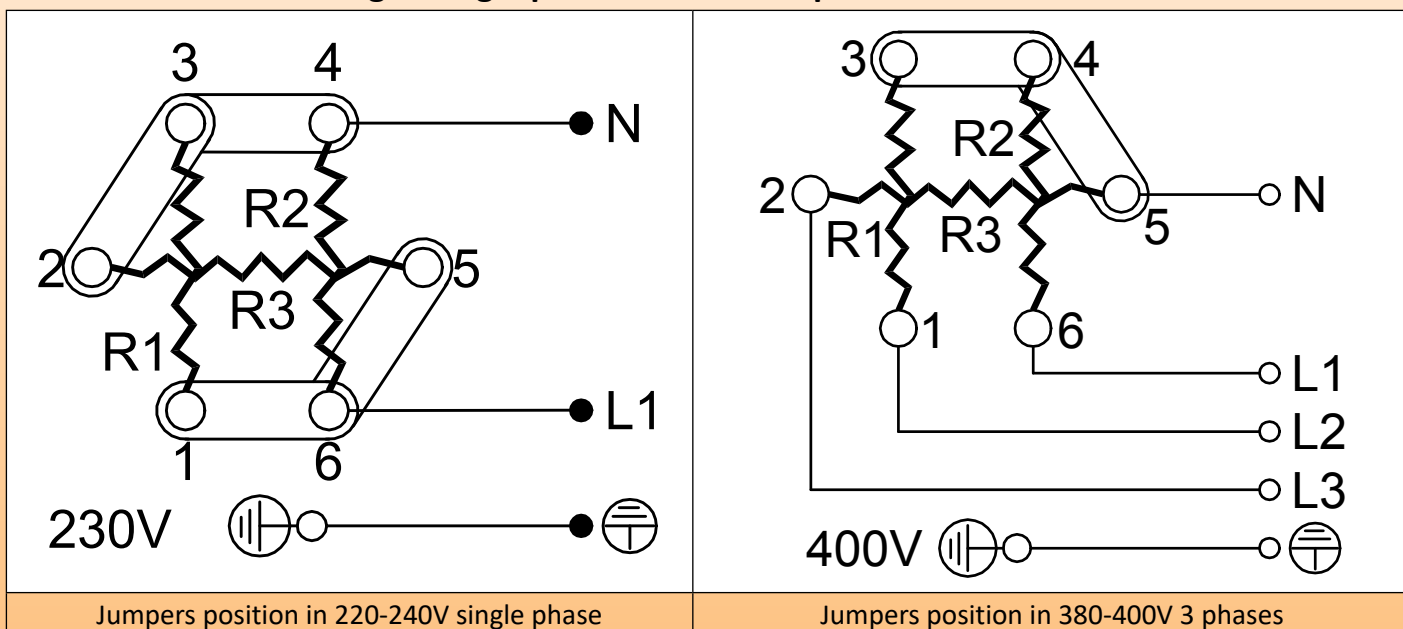 3 4
N
R2
2 5
R3
R1
L1
1 6
230V
3 4
R2
2 N
R1 R3 5
1 6
L1
L2
L3
400V
Jumpers position in 220-240V single phase
Jumpers position in 380-400V 3 phases